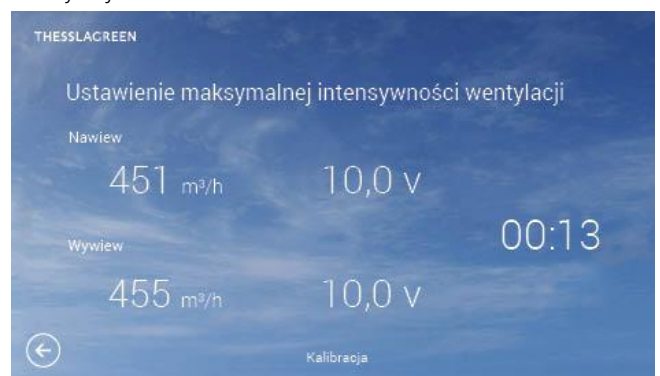 THESSLAGREEN
Ustawienie maksymalnej intensywności wentylacji
Nawiew
451 m³/h 10,0 v
00:13
Wywiew
455 m³/h 10,0 v
Kalibracja